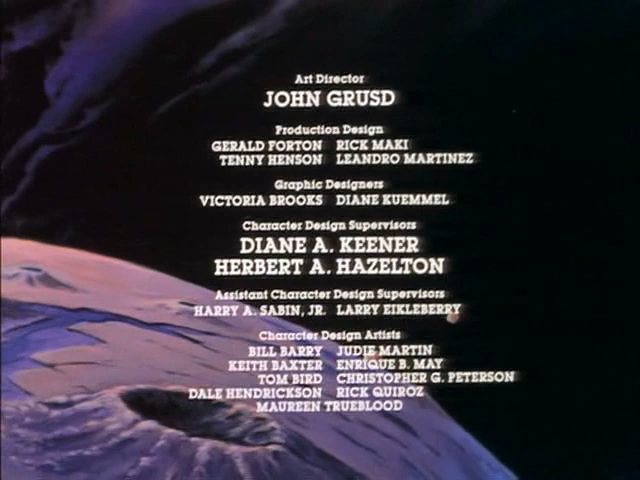 Art Director
JOHN GRUSD
Production Design
GERALD FORTON RICK MAKI
TENNY HENSON LEANDRO MARTINEZ
Graphic Designers
VICTORIA BROOKS DIANE KUEMMEL
Character Design Supervisors
DIANE A. KEENER
HERBERT A. HAZELTON
Assistant Character Design Supervisors
HARRY A. SABIN, JR. LARRY EIKLEBERRY
Character Design Artists
BILL BARRY JUDIE MARTIN
KEITH BAXTER ENRIQUE B. MAY
TOM BIRD CHRISTOPHER G. PETERSON
DALE HENDRICKSON RICK QUIROZ
MAUREEN TRUEBLOOD